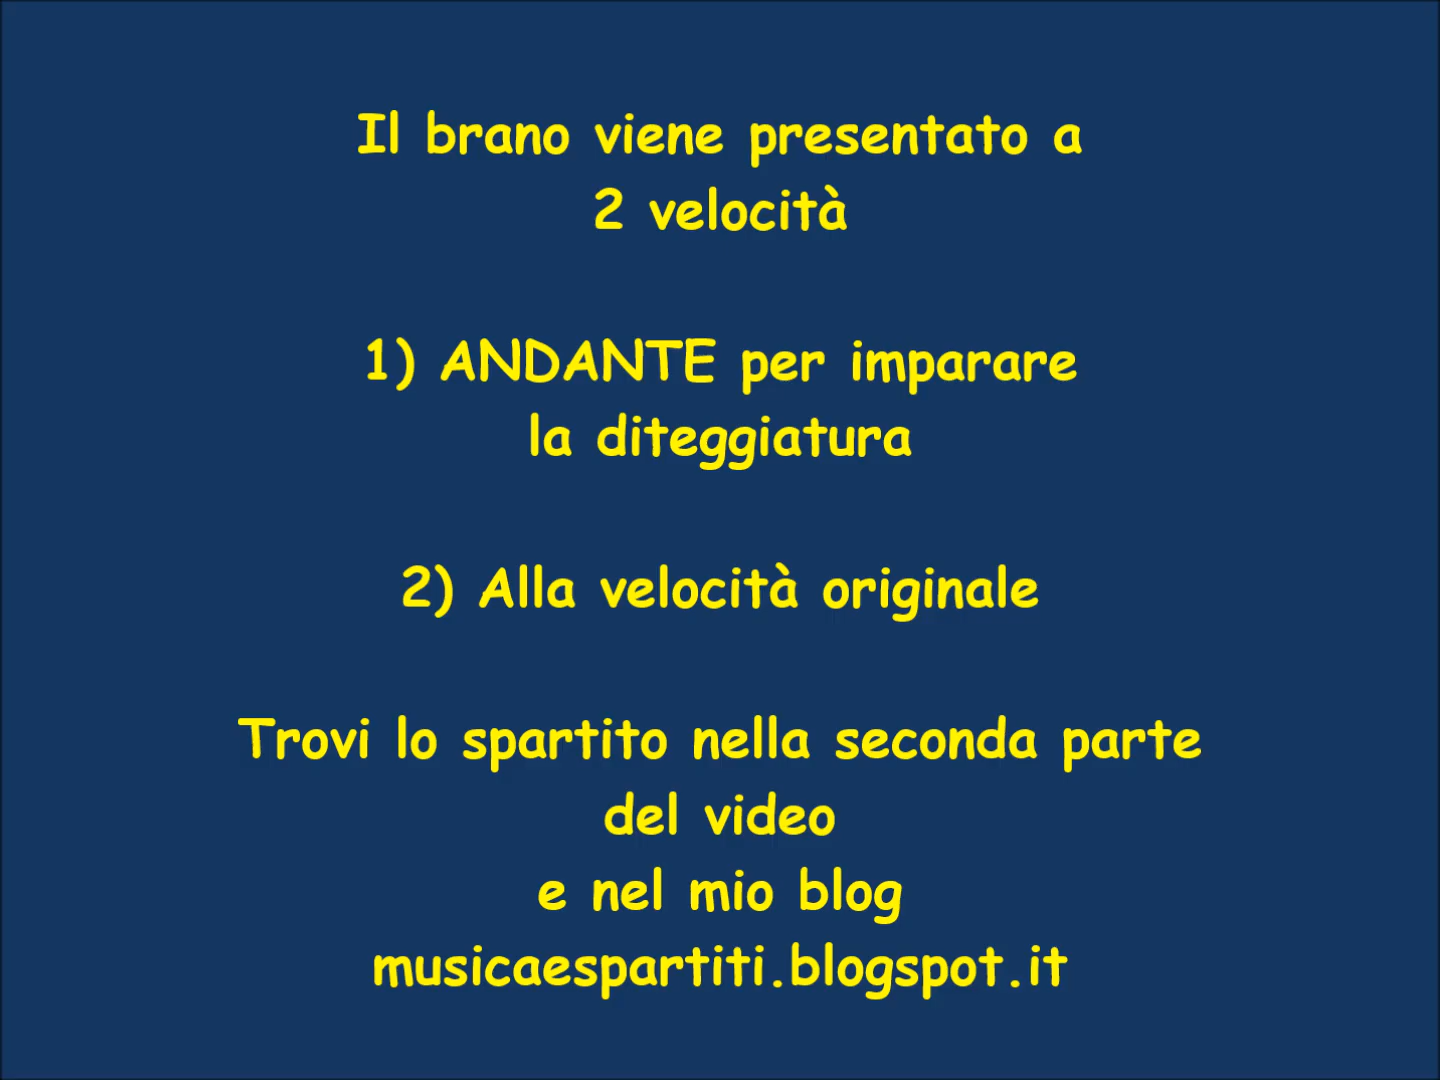 Il brano viene presentato a
2 velocità
1) ANDANTE per imparare
la diteggiatura
2) Alla velocità originale
Trovi lo spartito nella seconda parte
del video
e nel mio blog
musicaespartiti.blogspot.it